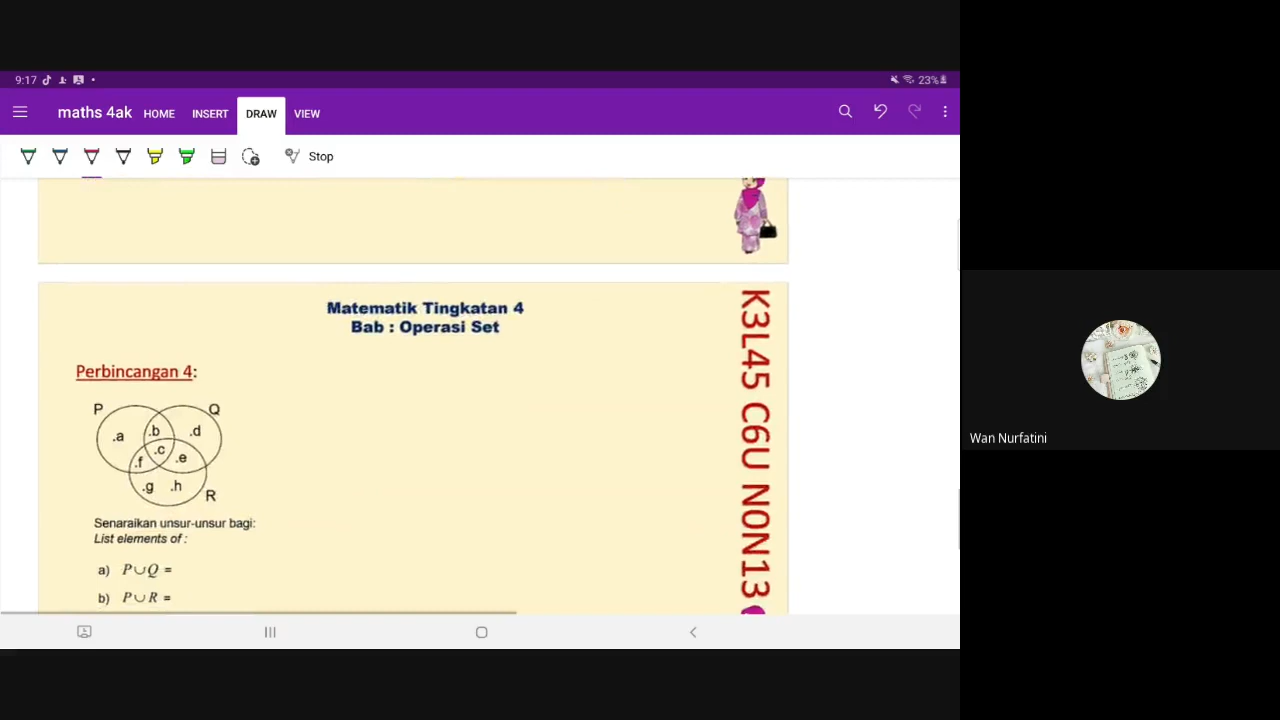 9:17
23%
maths 4ak HOME INSERT DRAW VIEW
Stop
Matematik Tingkatan 4
Bab : Operasi Set
K3L45 C6U N0N13
Perbincangan 4:
P Q
.a .b .d
.c
.f .e
.g .h
R
Senaraikan unsur-unsur bagi:
List elements of :
a) P∪Q =
b) P∪R =
Wan Nurfatini